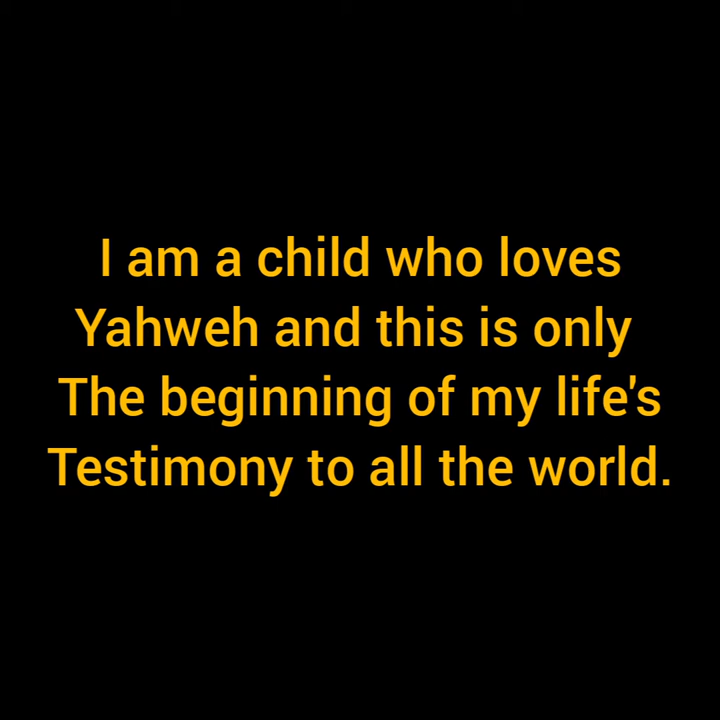 I am a child who loves
Yahweh and this is only
The beginning of my life's
Testimony to all the world.